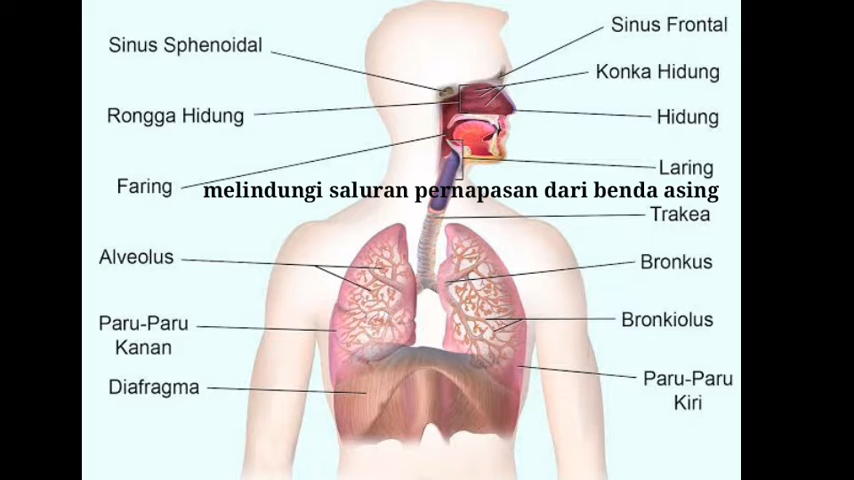 Sinus Frontal
Sinus Sphenoidal
Konka Hidung
Rongga Hidung
Hidung
Laring
Faring
melindungi saluran pernapasan dari benda asing
Trakea
Alveolus
Bronkus
Bronkiolus
Paru-Paru
Kanan
Diafragma
Paru-Paru
Kiri